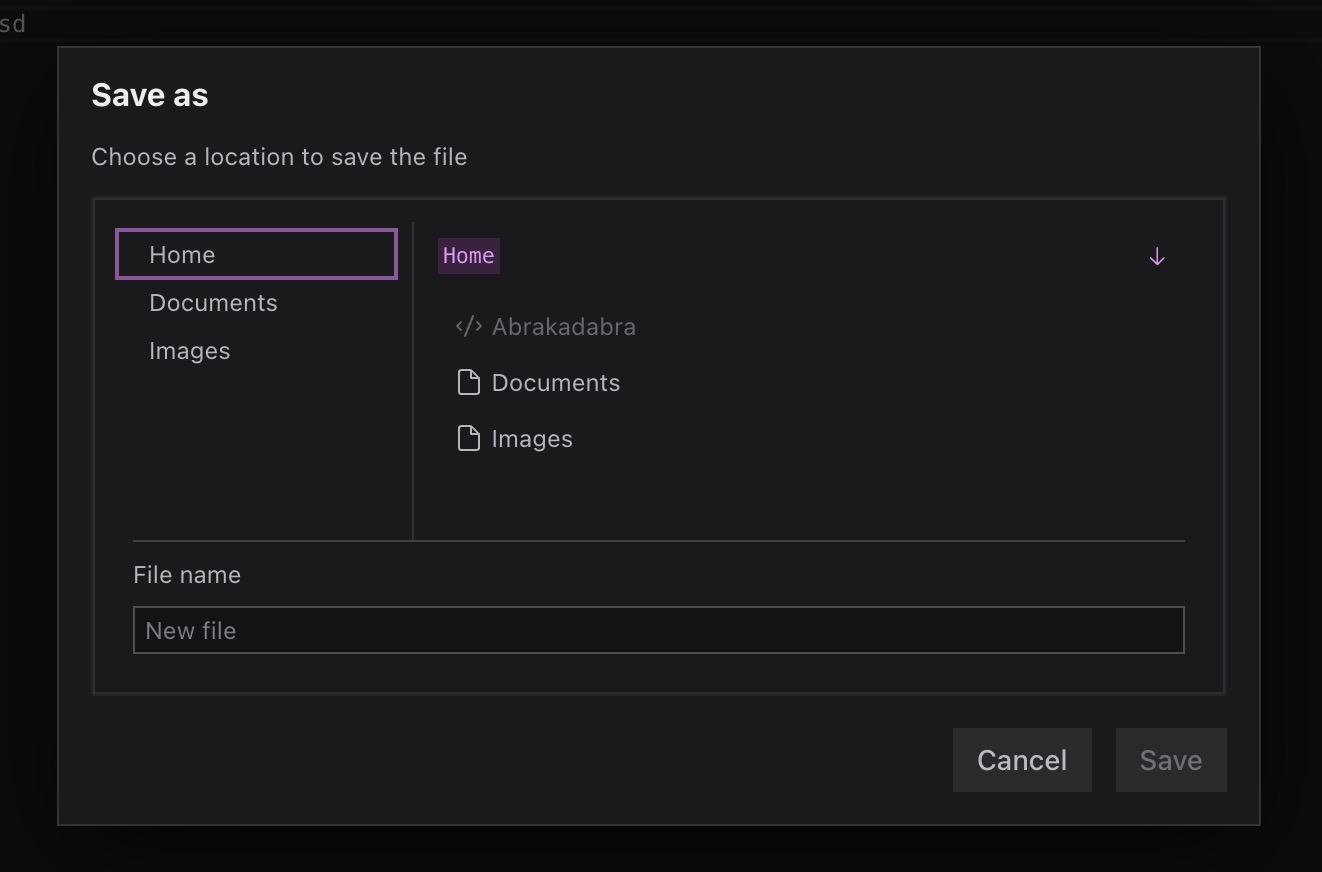 sd
Save as
Choose a location to save the file
Home
Documents
Images
Home
</> Abrakadabra
Documents
Images
File name
New file
Cancel
Save